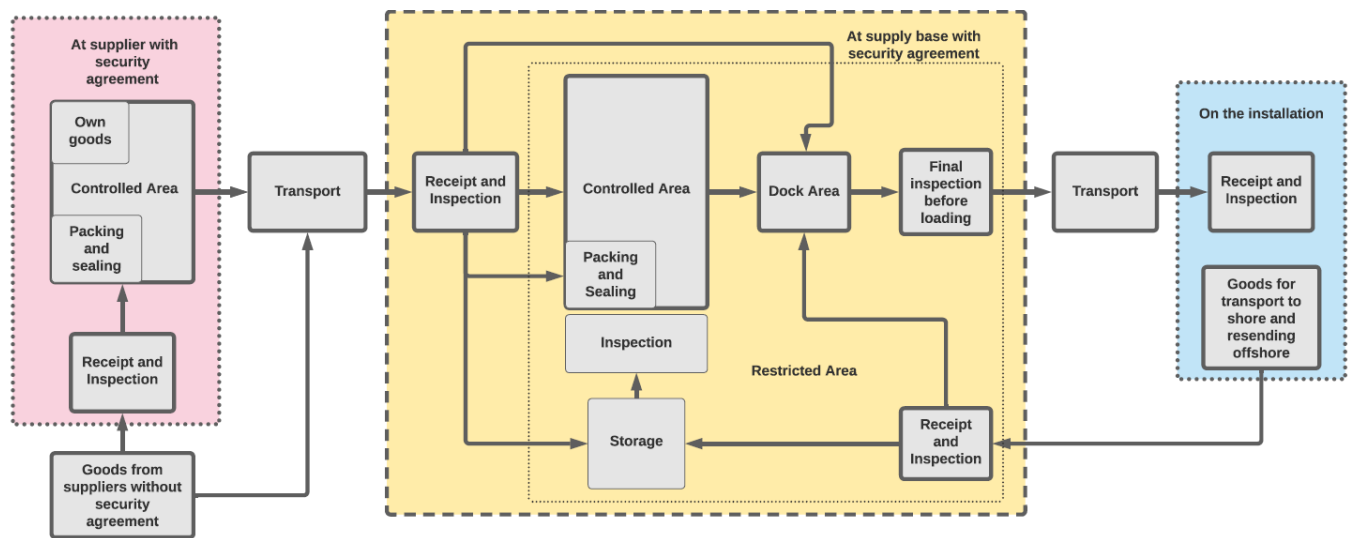 At supplier with
security
agreement
Own
goods
Controlled Area
Packing
and
sealing
Receipt and
Inspection
Goods from
suppliers without
security
agreement
Transport
At supply base with
security agreement
Receipt and
Inspection
Controlled Area
Packing
and
Sealing
Inspection
Storage
Dock Area
Final
inspection
before
loading
Restricted Area
Receipt
and
Inspection
Transport
On the installation
Receipt and
Inspection
Goods for
transport to
shore and
resending
offshore